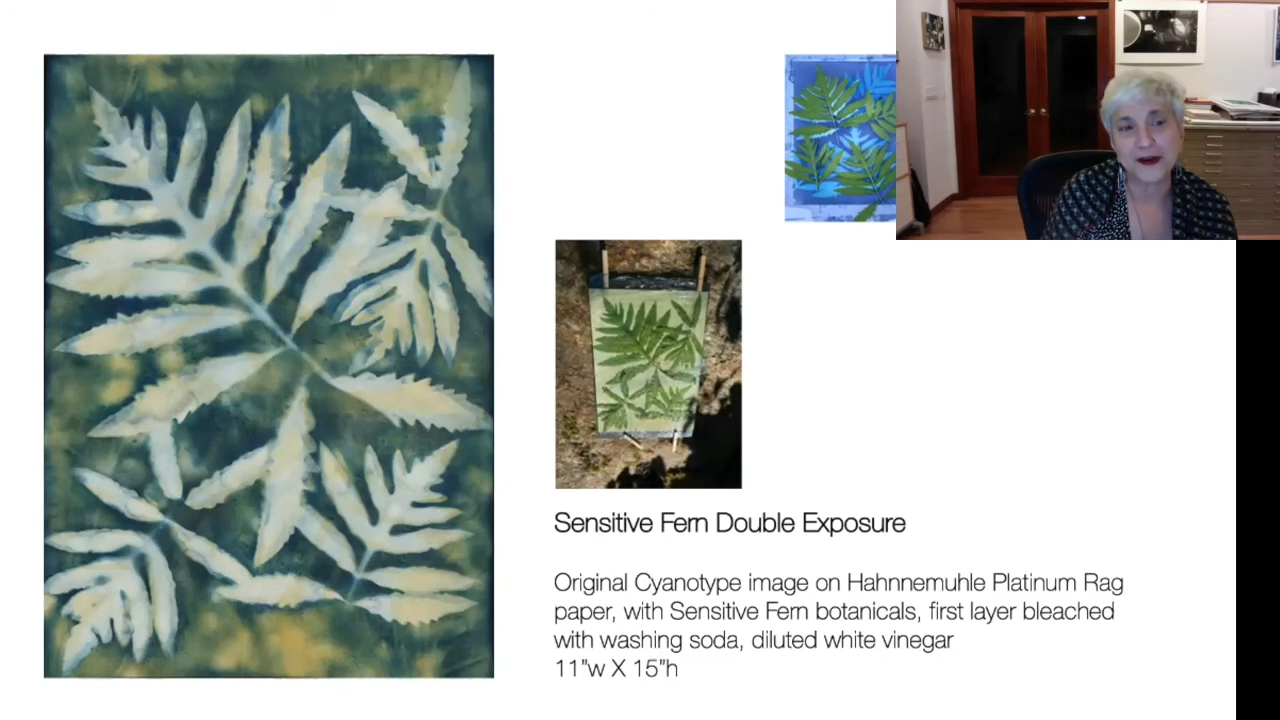 Sensitive Fern Double Exposure
Original Cyanotype image on Hahnnemuhle Platinum Rag
paper, with Sensitive Fern botanicals, first layer bleached
with washing soda, diluted white vinegar
11”w X 15”h